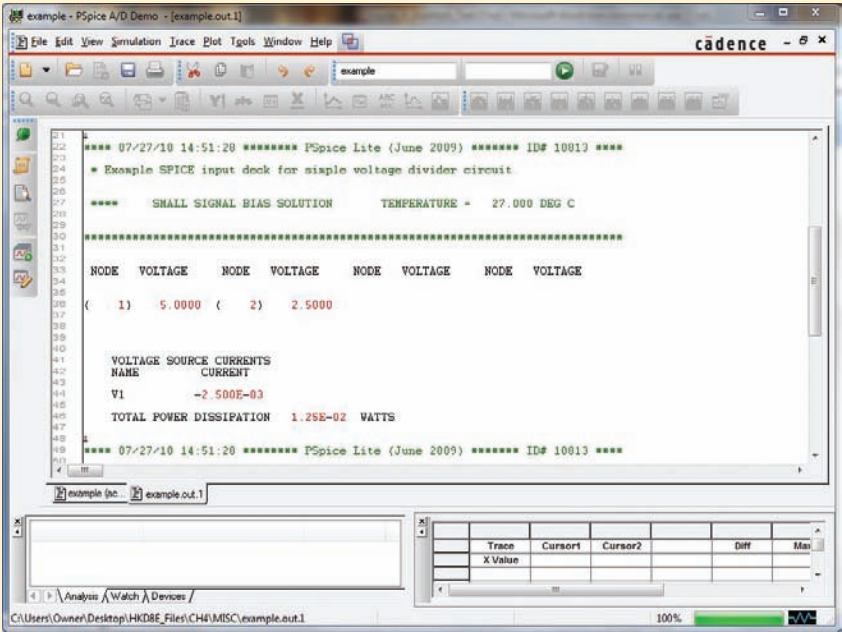 example - PSpice A/D Demo - [example.out.1]
File Edit View Simulation Trace Plot Tools Window Help
cādence
example
21
22 **** 07/27/10 14:51:20 ******** PSpice Lite (June 2009) ******* ID# 10813 ****
23
24 * Example SPICE input deck for simple voltage divider circuit
25
26
27 **** SMALL SIGNAL BIAS SOLUTION TEMPERATURE = 27.000 DEG C
28
29
30 ******************************************************************************
31
32
33 NODE VOLTAGE NODE VOLTAGE NODE VOLTAGE NODE VOLTAGE
34
35
36 ( 1) 5.0000 ( 2) 2.5000
37
38
39
40
41 VOLTAGE SOURCE CURRENTS
42 NAME CURRENT
43
44 V1 -2.500E-03
45
46 TOTAL POWER DISSIPATION 1.25E-02 WATTS
47
48
49 **** 07/27/10 14:51:20 ******** PSpice Lite (June 2009) ******* ID# 10813 ****
50
example (ac... example.out.1
Trace Cursor1 Cursor2 Diff Max
X Value
Analysis Watch Devices
C:\Users\Owner\Desktop\HKD8E_Files\CH4\MISC\example.out.1 100%